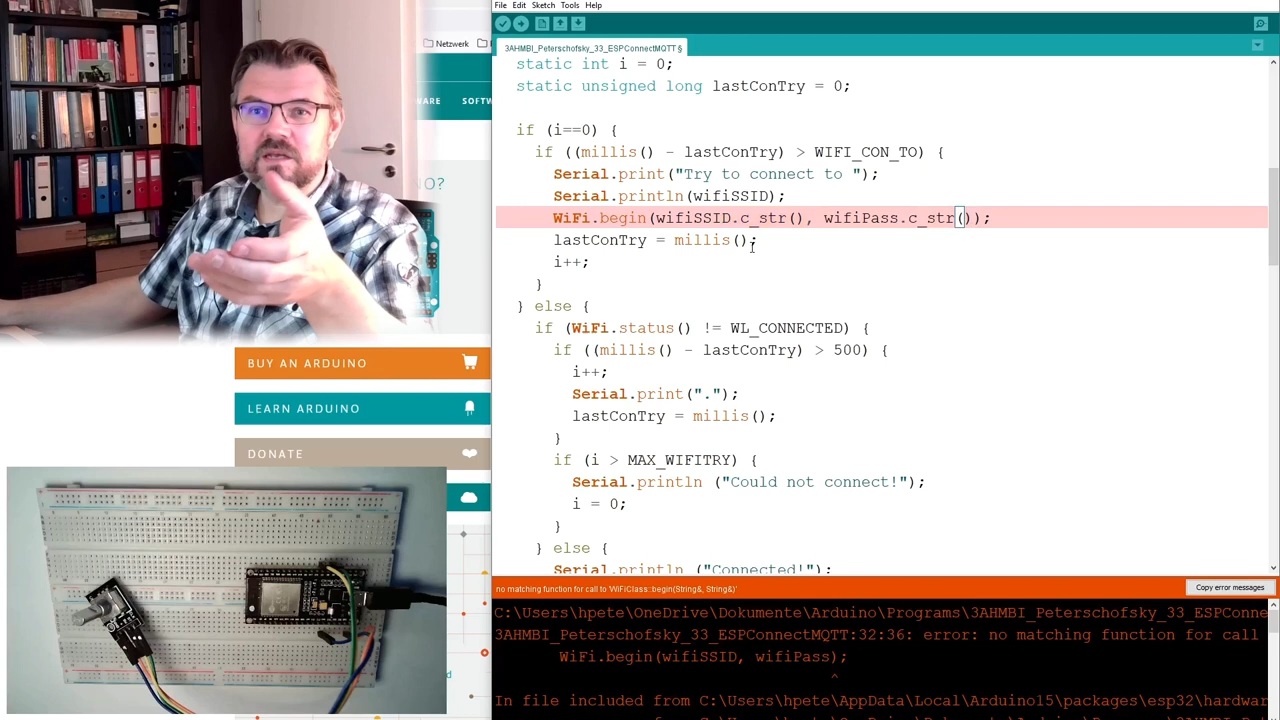 File Edit Sketch Tools Help
Netzwerk
3AHMBI_Peterschofsky_33_ESPConnectMQTT §
static int i = 0;
static unsigned long lastConTry = 0;
if (i==0) {
if ((millis() - lastConTry) > WIFI_CON_TO) {
Serial.print("Try to connect to ");
Serial.println(wifiSSID);
WiFi.begin(wifiSSID.c_str(), wifiPass.c_str());
lastConTry = millis();
i++;
}
} else {
if (WiFi.status() != WL_CONNECTED) {
if ((millis() - lastConTry) > 500) {
i++;
Serial.print(".");
lastConTry = millis();
}
if (i > MAX_WIFITRY) {
Serial.println ("Could not connect!");
i = 0;
}
} else {
Serial.println ("Connected!");
no matching function for call to 'WiFiClass::begin(String&, String&)'
Copy error messages
C:\Users\hpete\OneDrive\Dokumente\Arduino\Programs\3AHMBI_Peterschofsky_33_ESPConne
3AHMBI_Peterschofsky_33_ESPConnectMQTT:32:36: error: no matching function for call
WiFi.begin(wifiSSID, wifiPass);
^
In file included from C:\Users\hpete\AppData\Local\Arduino15\packages\esp32\hardwar
WARE SOFTW
NO?
BUY AN ARDUINO
LEARN ARDUINO
DONATE